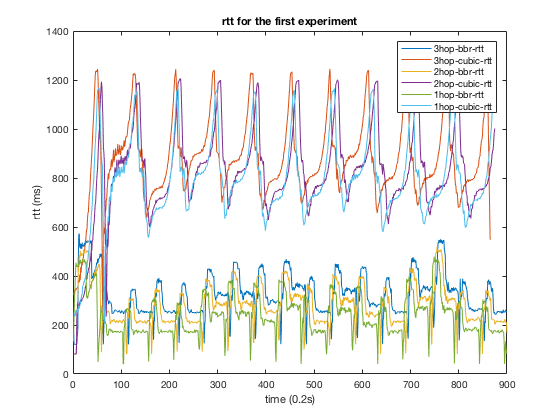 rtt for the first experiment
1400
1200
1000
800
600
400
200
0
rtt (ms)
3hop-bbr-rtt
3hop-cubic-rtt
2hop-bbr-rtt
2hop-cubic-rtt
1hop-bbr-rtt
1hop-cubic-rtt
0 100 200 300 400 500 600 700 800 900
time (0.2s)